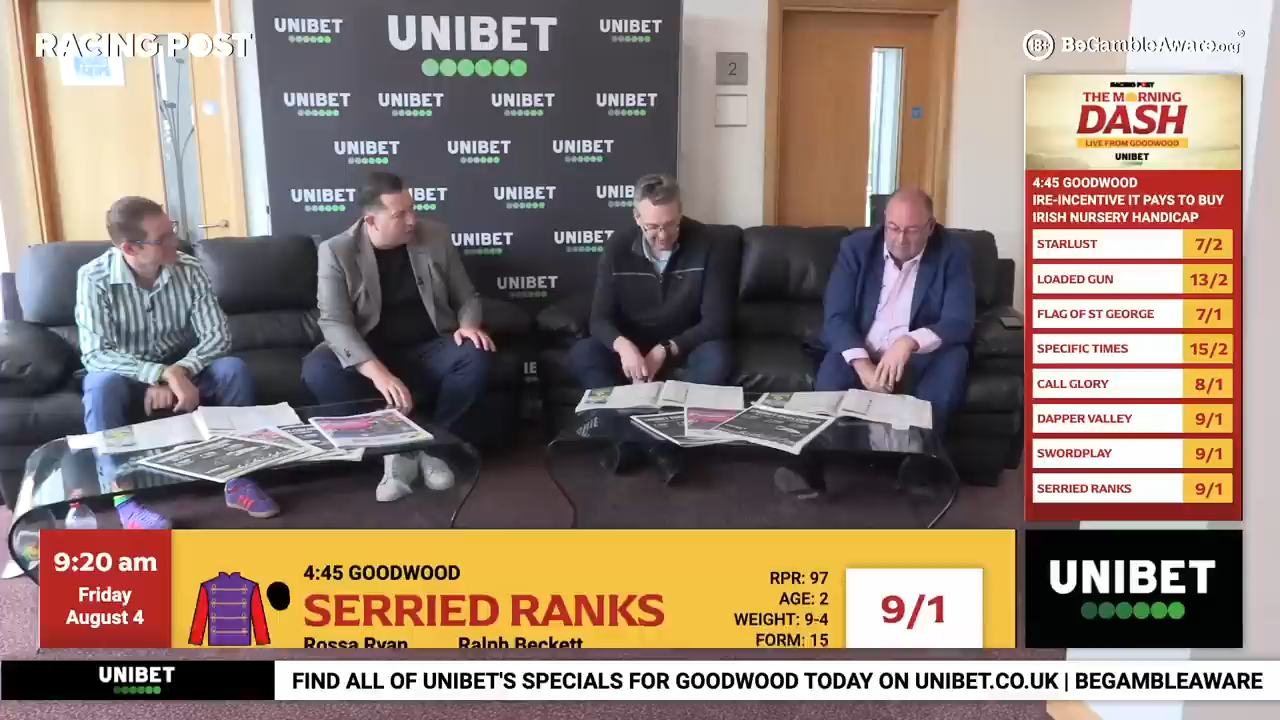 RACING POST
UNIBET
UNIBET
UNIBET
2
BeGambleAware.org
UNIBET
UNIBET
UNIBET
UNIBET
UNIBET
UNIBET
UNIBET
UNIBET
UNIBET
UNIBET
UNIBET
UNIBET
RACING POST
THE MORNING
DASH
LIVE FROM GOODWOOD
UNIBET
4:45 GOODWOOD
IRE-INCENTIVE IT PAYS TO BUY
IRISH NURSERY HANDICAP
STARLUST 7/2
LOADED GUN 13/2
FLAG OF ST GEORGE 7/1
SPECIFIC TIMES 15/2
CALL GLORY 8/1
DAPPER VALLEY 9/1
SWORDPLAY 9/1
SERRIED RANKS 9/1
9:20 am
Friday
August 4
4:45 GOODWOOD
SERRIED RANKS
Rossa Ryan Ralph Beckett
RPR: 97
AGE: 2
WEIGHT: 9-4
FORM: 15
9/1
UNIBET
UNIBET
FIND ALL OF UNIBET'S SPECIALS FOR GOODWOOD TODAY ON UNIBET.CO.UK | BEGAMBLEAWARE